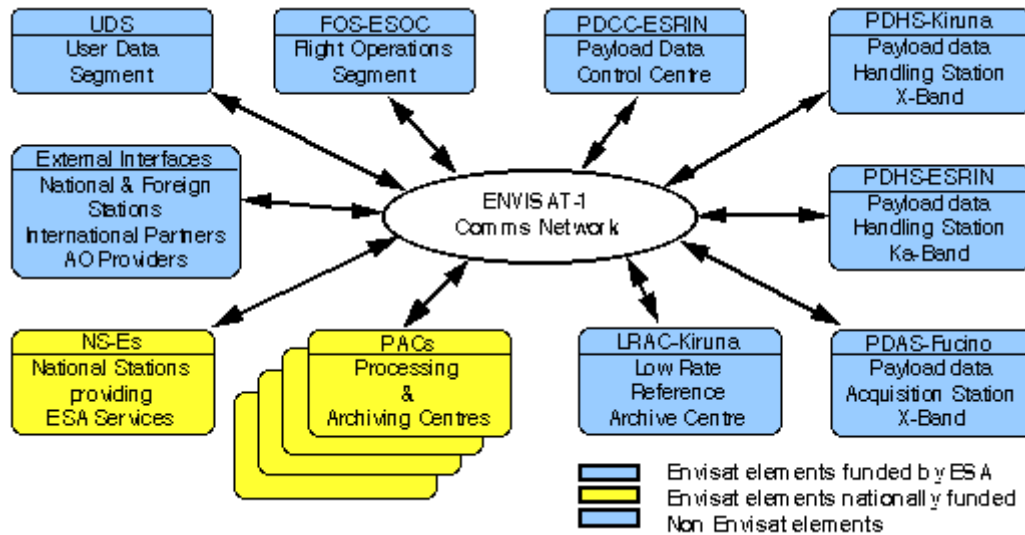 UDS
User Data
Segment
FOS-ESOC
Flight Operations
Segment
PDCC-ESRIN
Payload Data
Control Centre
PDHS-Kiruna
Payload data
Handling Station
X-Band
External Interfaces
National & Foreign
Stations
International Partners
AO Providers
ENVISAT-1
Comms Network
PDHS-ESRIN
Payload data
Handling Station
Ka-Band
NS-Es
National Stations
providing
ESA Services
PACs
Processing
&
Archiving Centres
LRAC-Kiruna
Low Rate
Reference
Archive Centre
PDAS-Fucino
Payload data
Acquisition Station
X-Band
Envisat elements funded by ESA
Envisat elements nationally funded
Non Envisat elements